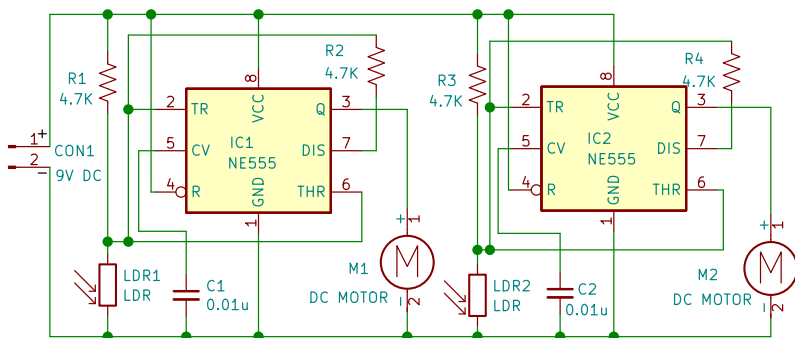 1 +
2 −
CON1
9V DC
R1
4.7K
R2
4.7K
8
VCC
2 TR
Q 3
5 CV
IC1
NE555
DIS 7
4 R
GND
THR 6
1
LDR1
LDR
C1
0.01u
+ 1
M1
M
DC MOTOR
− 2
R3
4.7K
R4
4.7K
8
VCC
2 TR
Q 3
5 CV
IC2
NE555
DIS 7
4 R
GND
THR 6
1
LDR2
LDR
C2
0.01u
+ 1
M2
M
DC MOTOR
− 2